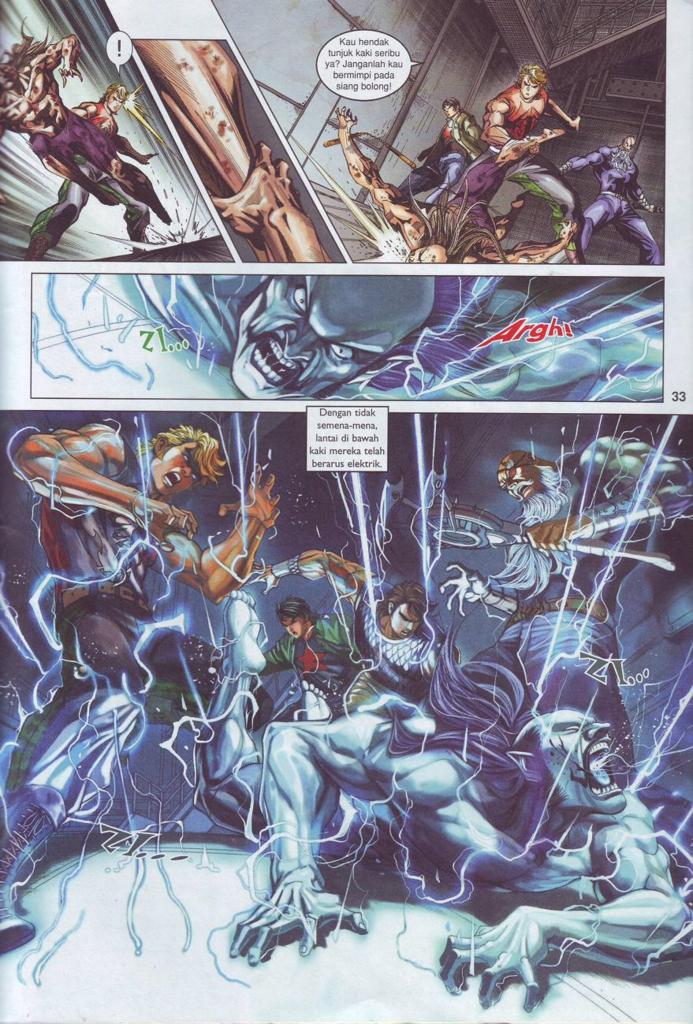 !
Kau hendak
tunjuk kaki seribu
ya? Janganlah kau
bermimpi pada
siang bolong!
ZI...
Argh!
33
Dengan tidak
semena-mena,
lantai di bawah
kaki mereka telah
berarus elektrik.
ZI...
ZI...